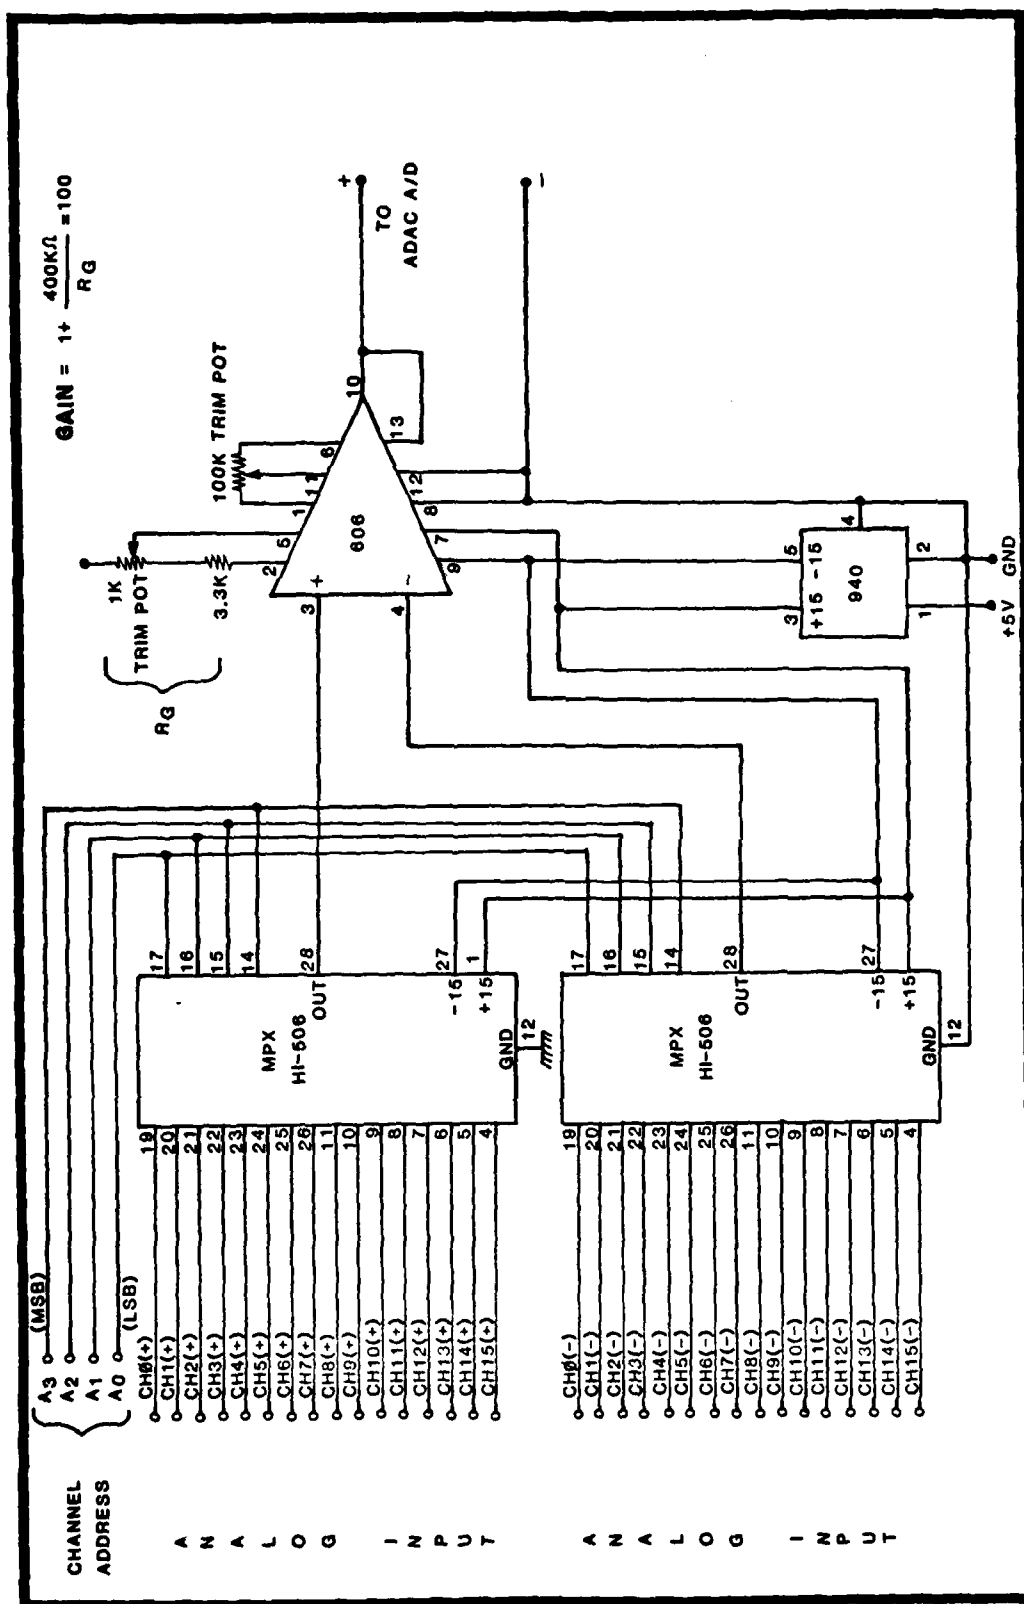 GAIN = 1+ 400KΩ / RG =100
CHANNEL
ADDRESS
A3
(MSB)
A2
A1
A0
(LSB)
ANALOG INPUT
CHØ(+) 19
CH1(+) 20
CH2(+) 21
CH3(+) 22
CH4(+) 23
CH5(+) 24
CH6(+) 25
CH7(+) 26
CH8(+) 11
CH9(+) 10
CH10(+) 9
CH11(+) 8
CH12(+) 7
CH13(+) 6
CH14(+) 5
CH15(+) 4
MPX
HI-506
17
16
15
14
OUT 28
-15 27
+15 1
GND 12
ANALOG INPUT
CHØ(-) 19
CH1(-) 20
CH2(-) 21
CH3(-) 22
CH4(-) 23
CH5(-) 24
CH6(-) 25
CH7(-) 26
CH8(-) 11
CH9(-) 10
CH10(-) 9
CH11(-) 8
CH12(-) 7
CH13(-) 6
CH14(-) 5
CH15(-) 4
MPX
HI-506
17
16
15
14
OUT 28
-15 27
+15
GND 12
RG
1K
TRIM POT
3.3K
100K TRIM POT
2
5
1
11
6
3 +
4 -
606
10
13
12
8
7
9
+
TO
ADAC A/D
-
3
5
4
+15 -15
940
1
2
+5V
GND